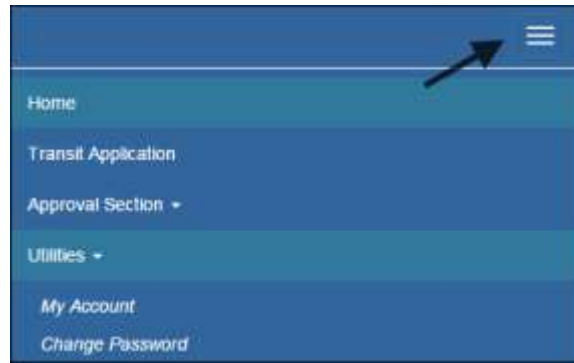 Home
Transit Application
Approval Section
Utilities
My Account
Change Password